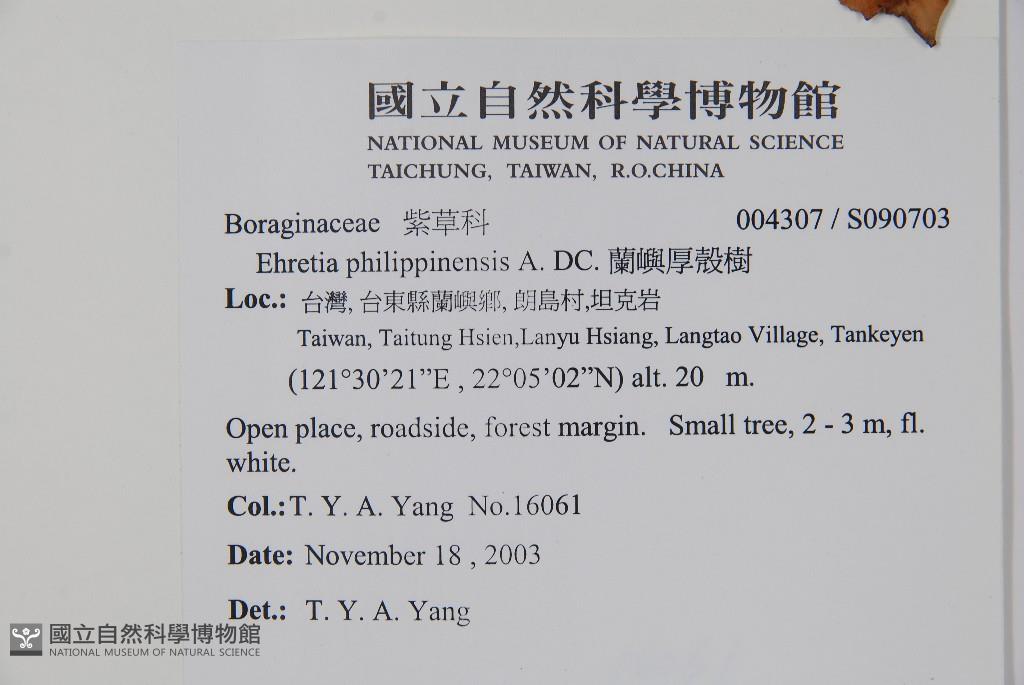 國立自然科學博物館
NATIONAL MUSEUM OF NATURAL SCIENCE
TAICHUNG, TAIWAN, R.O.CHINA
Boraginaceae 紫草科 004307 / S090703
Ehretia philippinensis A. DC. 蘭嶼厚殼樹
Loc.: 台灣, 台東縣蘭嶼鄉, 朗島村,坦克岩
Taiwan, Taitung Hsien,Lanyu Hsiang, Langtao Village, Tankeyen
(121°30’21”E , 22°05’02”N) alt. 20 m.
Open place, roadside, forest margin. Small tree, 2 - 3 m, fl.
white.
Col.: T. Y. A. Yang No.16061
Date: November 18 , 2003
Det.: T. Y. A. Yang
國立自然科學博物館
NATIONAL MUSEUM OF NATURAL SCIENCE